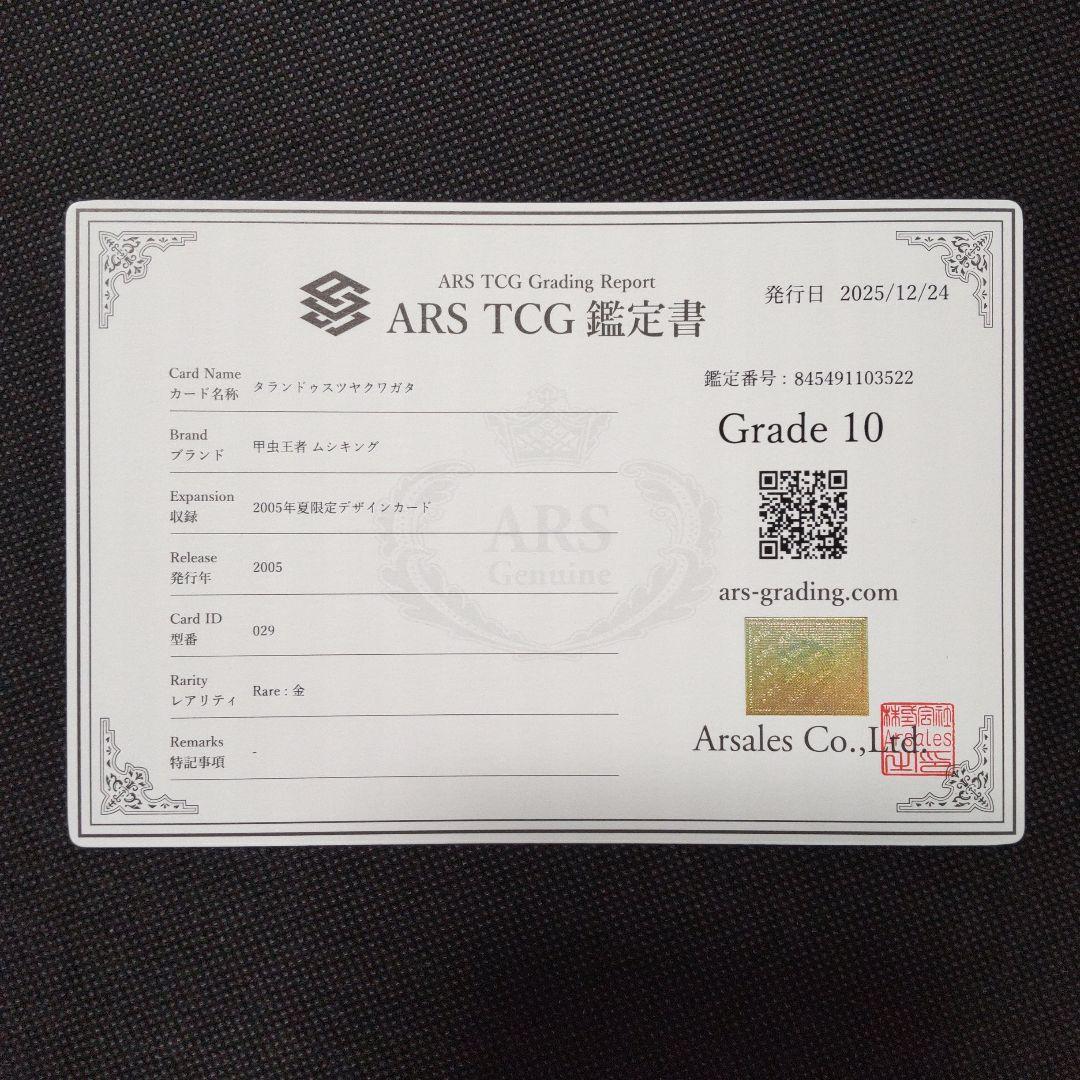 ARS TCG Grading Report
ARS TCG 鑑定書
発行日 2025/12/24
Card Name
カード名称 タランドゥスツヤクワガタ
Brand
ブランド 甲虫王者 ムシキング
Expansion
収録 2005年夏限定デザインカード
Release
発行年 2005
Card ID
型番 029
Rarity
レアリティ Rare : 金
Remarks
特記事項 -
ARS
Genuine
鑑定番号 : 845491103522
Grade 10
ars-grading.com
Arsales Co.,Ltd.
株式会社
Arsales